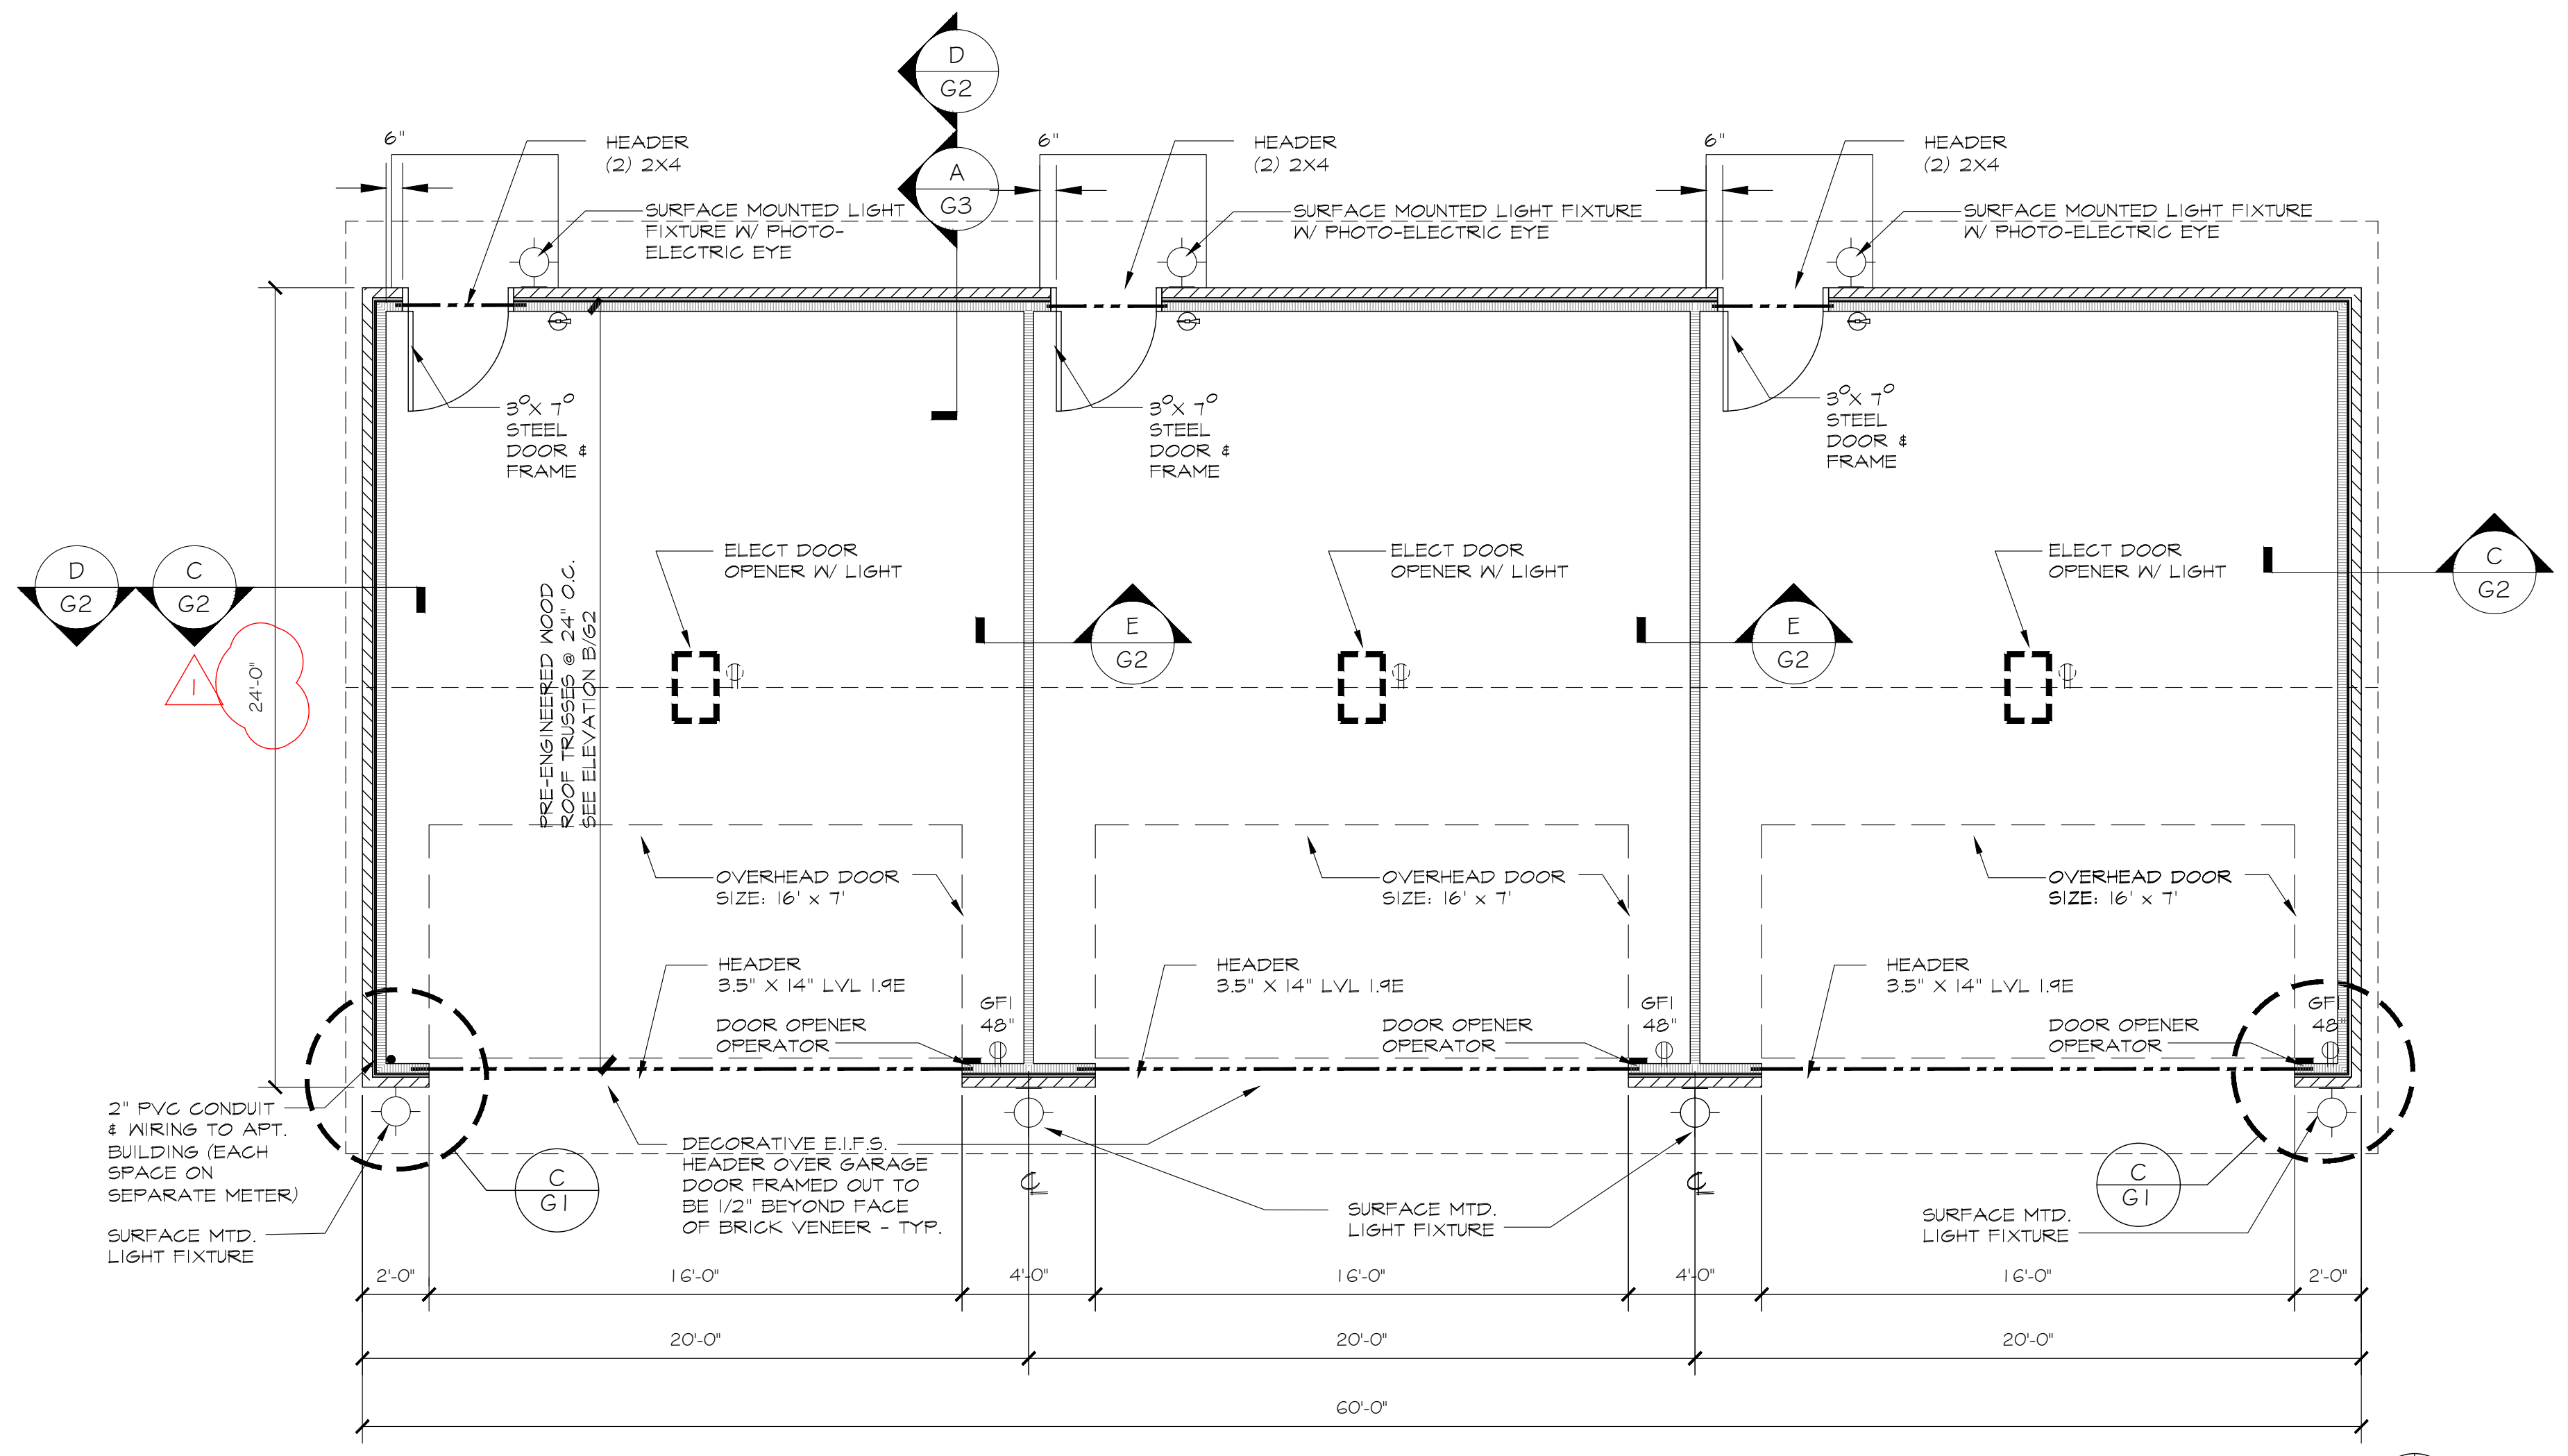 D
G2
6"
HEADER
(2) 2X4
A
G3
6"
HEADER
(2) 2X4
6"
HEADER
(2) 2X4
SURFACE MOUNTED LIGHT
FIXTURE W/ PHOTO-
ELECTRIC EYE
SURFACE MOUNTED LIGHT FIXTURE
W/ PHOTO-ELECTRIC EYE
SURFACE MOUNTED LIGHT FIXTURE
W/ PHOTO-ELECTRIC EYE
3⁰X 7⁰
STEEL
DOOR &
FRAME
3⁰X 7⁰
STEEL
DOOR &
FRAME
3⁰X 7⁰
STEEL
DOOR &
FRAME
D
G2
C
G2
1
24'-0"
PRE-ENGINEERED WOOD
ROOF TRUSSES @ 24" O.C.
SEE ELEVATION B/G2
ELECT DOOR
OPENER W/ LIGHT
ELECT DOOR
OPENER W/ LIGHT
ELECT DOOR
OPENER W/ LIGHT
C
G2
E
G2
E
G2
OVERHEAD DOOR
SIZE: 16' x 7'
OVERHEAD DOOR
SIZE: 16' x 7'
OVERHEAD DOOR
SIZE: 16' x 7'
HEADER
3.5" X 14" LVL 1.9E
HEADER
3.5" X 14" LVL 1.9E
HEADER
3.5" X 14" LVL 1.9E
GFI
48"
GFI
48"
GFI
48"
DOOR OPENER
OPERATOR
DOOR OPENER
OPERATOR
DOOR OPENER
OPERATOR
2" PVC CONDUIT
& WIRING TO APT.
BUILDING (EACH
SPACE ON
SEPARATE METER)
SURFACE MTD.
LIGHT FIXTURE
C
G1
DECORATIVE E.I.F.S.
HEADER OVER GARAGE
DOOR FRAMED OUT TO
BE 1/2" BEYOND FACE
OF BRICK VENEER - TYP.
℄
SURFACE MTD.
LIGHT FIXTURE
℄
SURFACE MTD.
LIGHT FIXTURE
C
G1
2'-0"
16'-0"
4'-0"
16'-0"
4'-0"
16'-0"
2'-0"
20'-0"
20'-0"
20'-0"
60'-0"